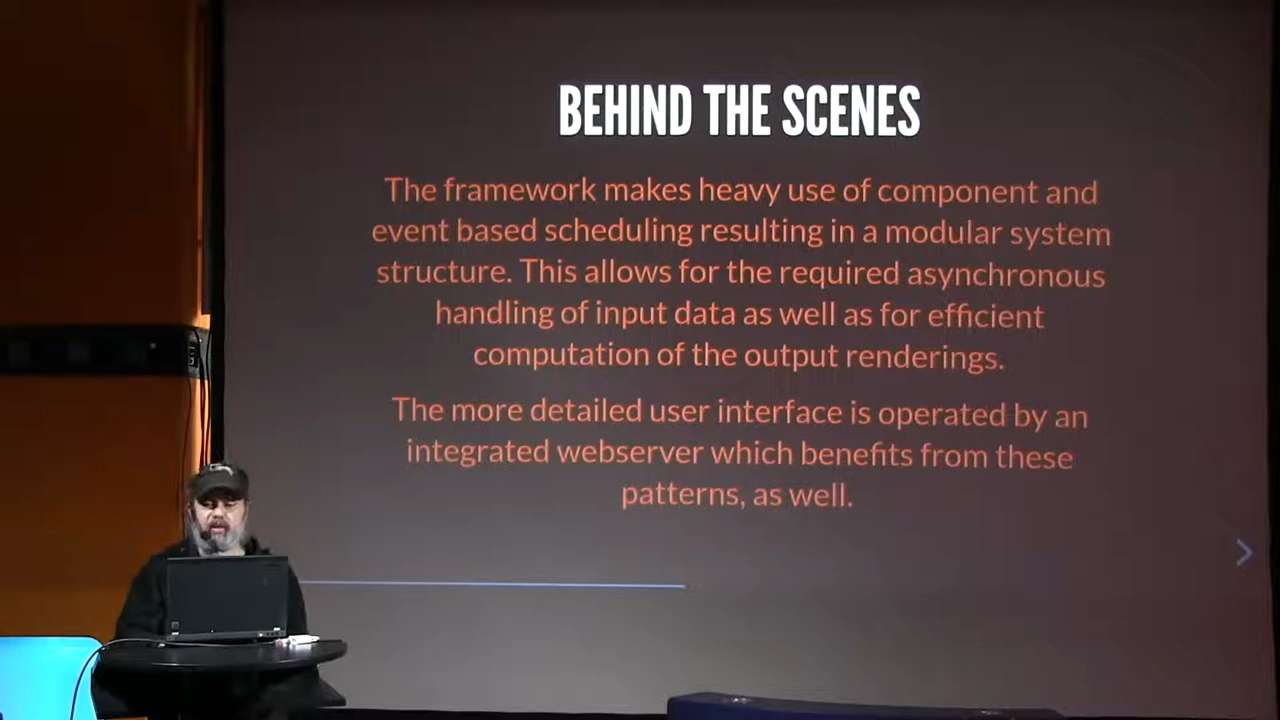 BEHIND THE SCENES
The framework makes heavy use of component and
event based scheduling resulting in a modular system
structure. This allows for the required asynchronous
handling of input data as well as for efficient
computation of the output renderings.
The more detailed user interface is operated by an
integrated webserver which benefits from these
patterns, as well.